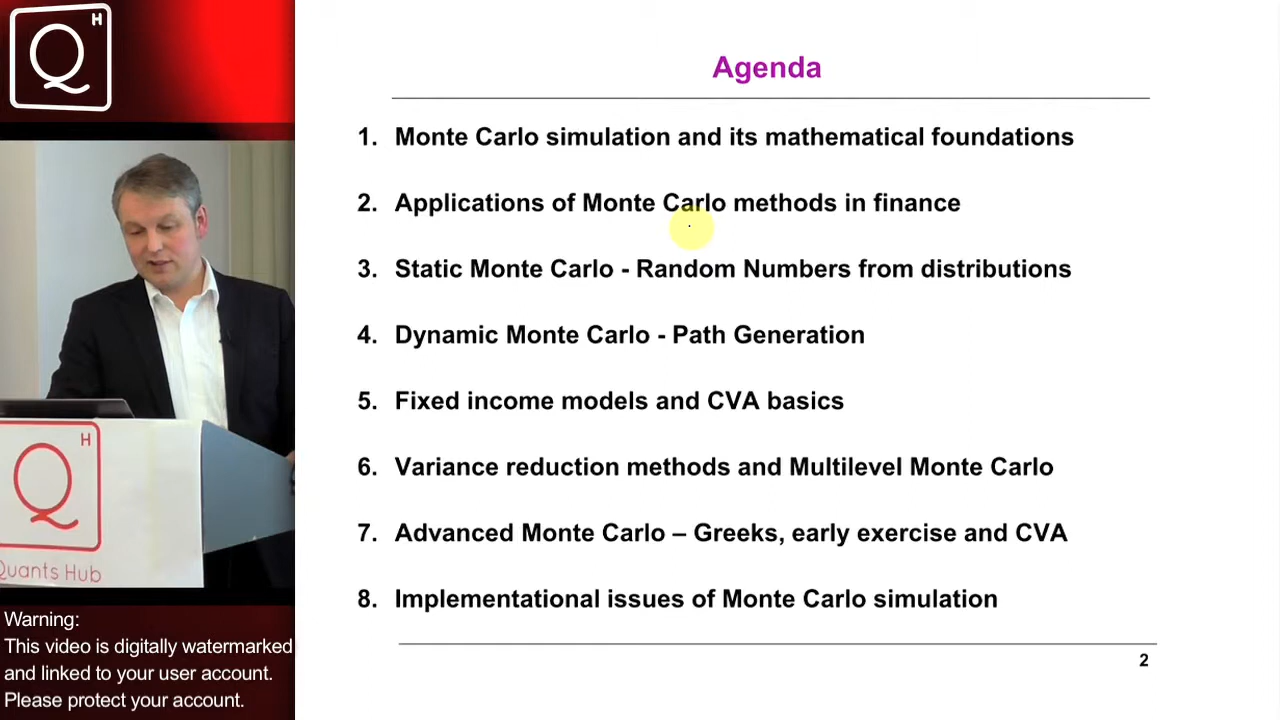 Q H
Q H
Quants Hub
Warning:
This video is digitally watermarked
and linked to your user account.
Please protect your account.
Agenda
1. Monte Carlo simulation and its mathematical foundations
2. Applications of Monte Carlo methods in finance
3. Static Monte Carlo - Random Numbers from distributions
4. Dynamic Monte Carlo - Path Generation
5. Fixed income models and CVA basics
6. Variance reduction methods and Multilevel Monte Carlo
7. Advanced Monte Carlo – Greeks, early exercise and CVA
8. Implementational issues of Monte Carlo simulation
2